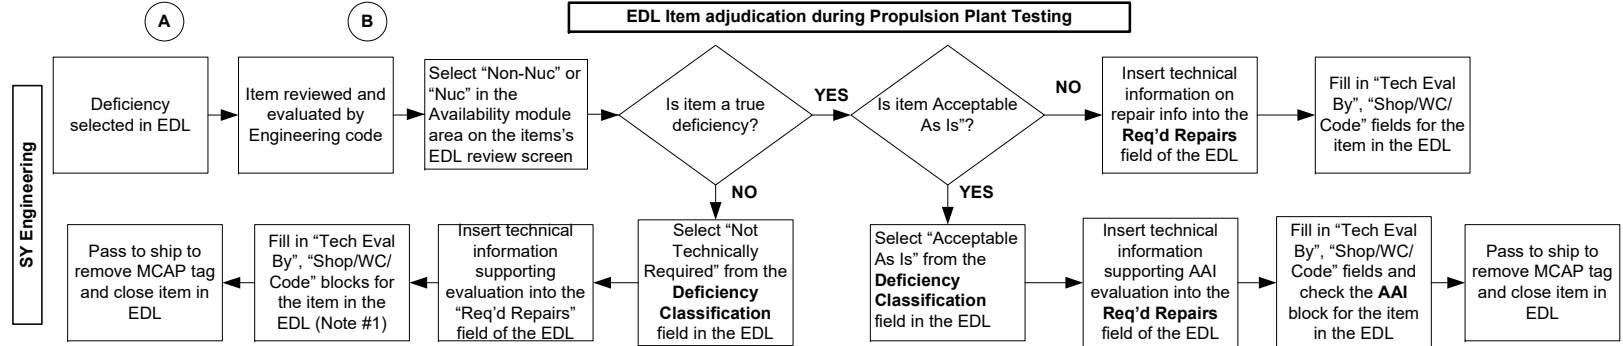 A
B
EDL Item adjudication during Propulsion Plant Testing
SY Engineering
Deficiency
selected in EDL
Item reviewed and
evaluated by
Engineering code
Select “Non-Nuc” or
“Nuc” in the
Availability module
area on the items's
EDL review screen
Is item a true
deficiency?
YES
Is item Acceptable
As Is”?
NO
Insert technical
information on
repair info into the
Req'd Repairs
field of the EDL
Fill in “Tech Eval
By”, “Shop/WC/
Code” fields for the
item in the EDL
NO
YES
Pass to ship to
remove MCAP tag
and close item in
EDL
Fill in “Tech Eval
By”, “Shop/WC/
Code” blocks for
the item in the
EDL (Note #1)
Insert technical
information
supporting
evaluation into the
“Req'd Repairs”
field of the EDL
Select “Not
Technically
Required” from the
Deficiency
Classification
field in the EDL
Select “Acceptable
As Is” from the
Deficiency
Classification
field in the EDL
Insert technical
information
supporting AAI
evaluation into the
Req'd Repairs
field of the EDL
Fill in “Tech Eval
By”, “Shop/WC/
Code” fields and
check the AAI
block for the item
in the EDL
Pass to ship to
remove MCAP tag
and close item in
EDL